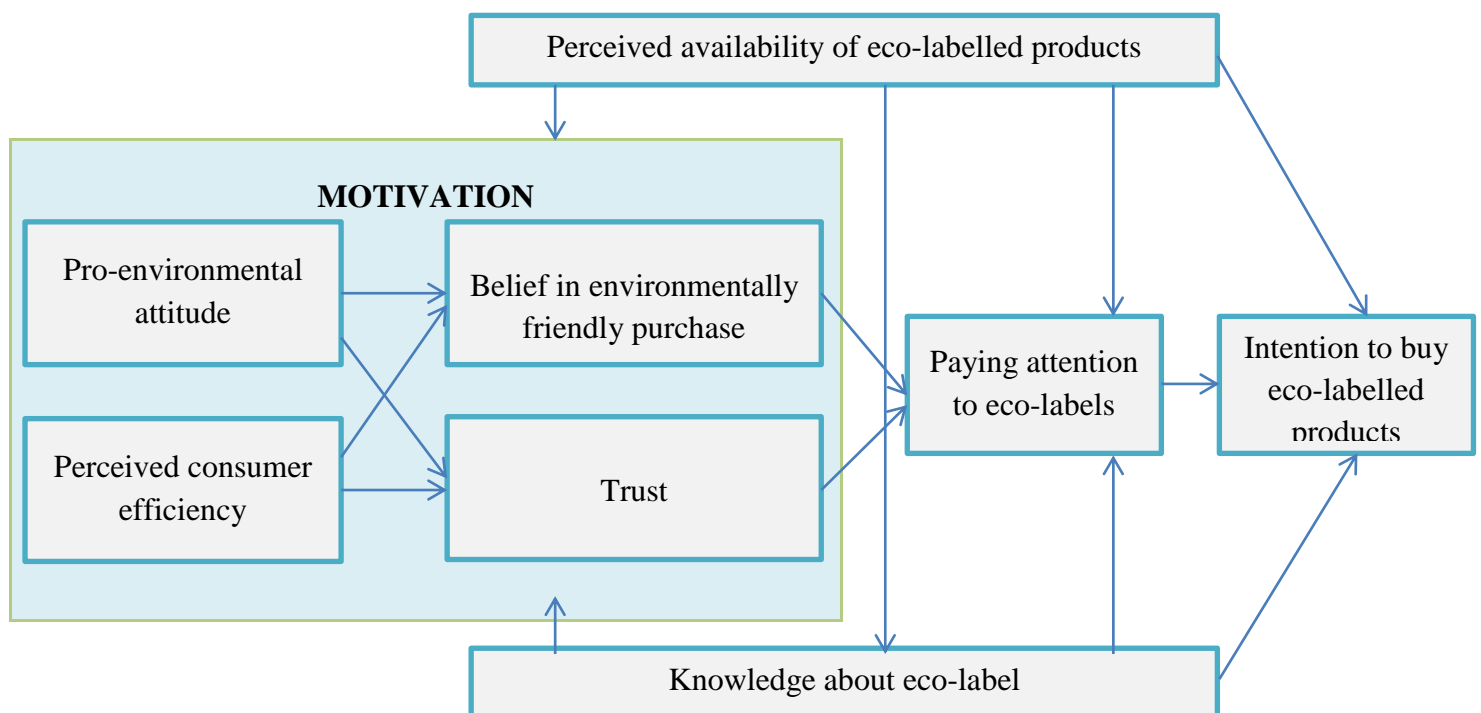 Perceived availability of eco-labelled products
MOTIVATION
Pro-environmental
attitude
Belief in environmentally
friendly purchase
Perceived consumer
efficiency
Trust
Paying attention
to eco-labels
Intention to buy
eco-labelled
products
Knowledge about eco-label